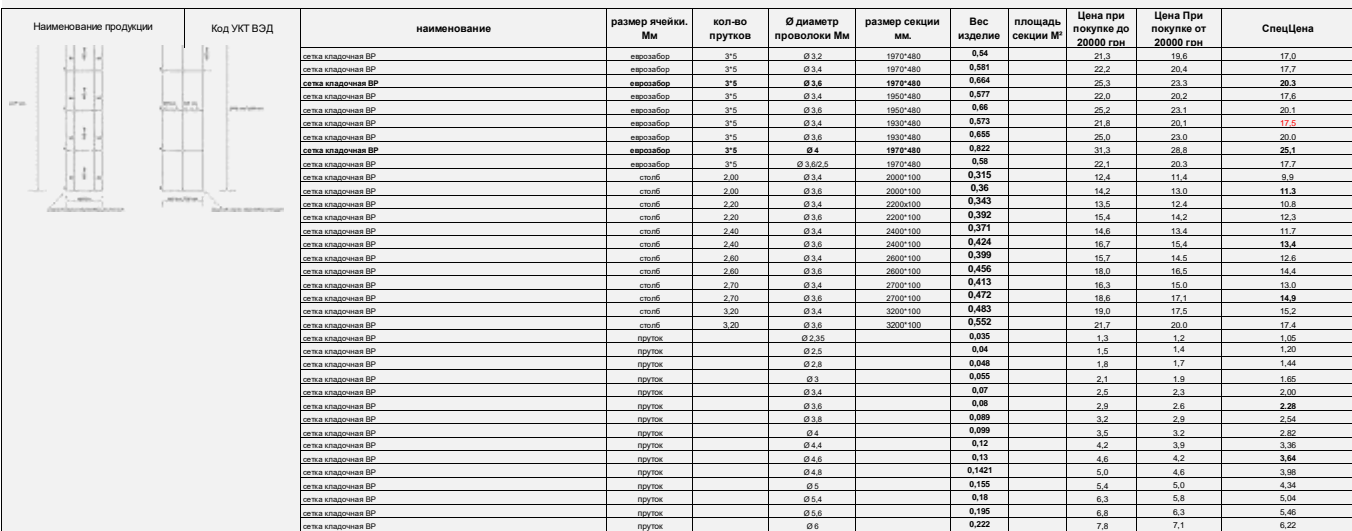 Наименование продукции Код УКТ ВЭД наименование размер ячейки. Мм кол-во прутков Ø диаметр проволоки Мм размер секции мм. Вес изделие площадь секции М² Цена при покупке до 20000 грн Цена При покупке от 20000 грн СпецЦена
сетка кладочная ВР еврозабор 3*5 Ø 3,2 1970*480 0,54 21,3 19,6 17,0
сетка кладочная ВР еврозабор 3*5 Ø 3,4 1970*480 0,581 22,2 20,4 17,7
сетка кладочная ВР еврозабор 3*5 Ø 3,6 1970*480 0,664 25,3 23.3 20.3
сетка кладочная ВР еврозабор 3*5 Ø 3,4 1950*480 0,577 22,0 20,2 17,6
сетка кладочная ВР еврозабор 3*5 Ø 3,6 1950*480 0,66 25,2 23.1 20.1
сетка кладочная ВР еврозабор 3*5 Ø 3,4 1930*480 0,573 21,8 20,1 17,5
сетка кладочная ВР еврозабор 3*5 Ø 3,6 1930*480 0,655 25,0 23.0 20.0
сетка кладочная ВР еврозабор 3*5 Ø 4 1970*480 0,822 31,3 28,8 25,1
сетка кладочная ВР еврозабор 3*5 Ø 3,6/2,5 1970*480 0,58 22,1 20.3 17.7
сетка кладочная ВР столб 2,00 Ø 3,4 2000*100 0,315 12,4 11,4 9,9
сетка кладочная ВР столб 2,00 Ø 3,6 2000*100 0,36 14,2 13.0 11.3
сетка кладочная ВР столб 2,20 Ø 3,4 2200x100 0,343 13,5 12.4 10.8
сетка кладочная ВР столб 2,20 Ø 3,6 2200*100 0,392 15,4 14,2 12,3
сетка кладочная ВР столб 2,40 Ø 3,4 2400*100 0,371 14,6 13.4 11.7
сетка кладочная ВР столб 2,40 Ø 3,6 2400*100 0,424 16,7 15,4 13,4
сетка кладочная ВР столб 2,60 Ø 3,4 2600*100 0,399 15,7 14.5 12.6
сетка кладочная ВР столб 2,60 Ø 3,6 2600*100 0,456 18,0 16,5 14,4
сетка кладочная ВР столб 2,70 Ø 3,4 2700*100 0,413 16,3 15.0 13.0
сетка кладочная ВР столб 2,70 Ø 3,6 2700*100 0,472 18,6 17,1 14,9
сетка кладочная ВР столб 3,20 Ø 3,4 3200*100 0,483 19,0 17,5 15,2
сетка кладочная ВР столб 3,20 Ø 3,6 3200*100 0,552 21,7 20.0 17.4
сетка кладочная ВР пруток Ø 2,35 0,035 1,3 1,2 1,05
сетка кладочная ВР пруток Ø 2,5 0,04 1,5 1,4 1,20
сетка кладочная ВР пруток Ø 2,8 0,048 1,8 1,7 1,44
сетка кладочная ВР пруток Ø 3 0,055 2,1 1.9 1.65
сетка кладочная ВР пруток Ø 3,4 0,07 2,5 2,3 2,00
сетка кладочная ВР пруток Ø 3,6 0,08 2,9 2.6 2.28
сетка кладочная ВР пруток Ø 3,8 0,089 3,2 2,9 2,54
сетка кладочная ВР пруток Ø 4 0,099 3,5 3.2 2.82
сетка кладочная ВР пруток Ø 4,4 0,12 4,2 3,9 3,36
сетка кладочная ВР пруток Ø 4,6 0,13 4,6 4,2 3,64
сетка кладочная ВР пруток Ø 4,8 0,1421 5,0 4,6 3,98
сетка кладочная ВР пруток Ø 5 0,155 5,4 5,0 4,34
сетка кладочная ВР пруток Ø 5,4 0,18 6,3 5,8 5,04
сетка кладочная ВР пруток Ø 5,6 0,195 6,8 6,3 5,46
сетка кладочная ВР пруток Ø 6 0,222 7,8 7,1 6,22